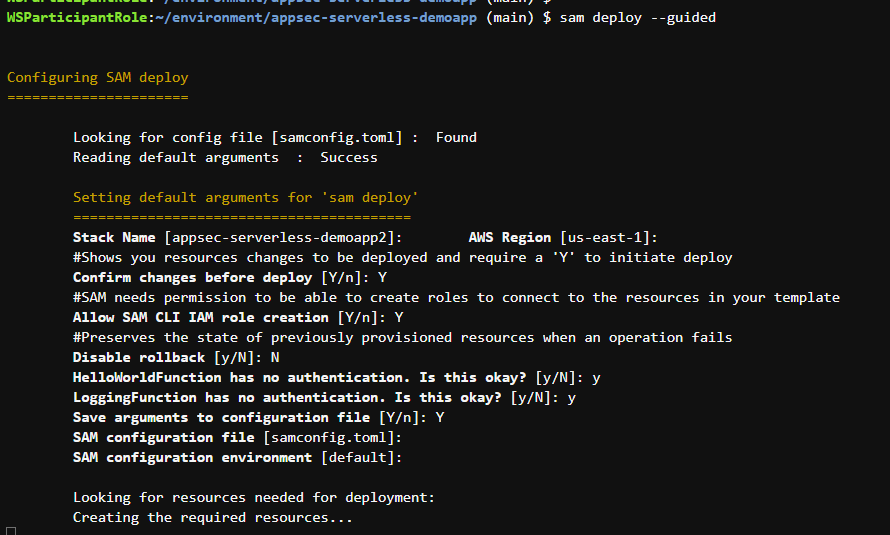 WSParticipantRole:~/environment/appsec-serverless-demoapp (main) $
WSParticipantRole:~/environment/appsec-serverless-demoapp (main) $ sam deploy --guided
Configuring SAM deploy
======================
Looking for config file [samconfig.toml] :  Found
Reading default arguments  :  Success
Setting default arguments for 'sam deploy'
=========================================
Stack Name [appsec-serverless-demoapp2]:        AWS Region [us-east-1]:
#Shows you resources changes to be deployed and require a 'Y' to initiate deploy
Confirm changes before deploy [Y/n]: Y
#SAM needs permission to be able to create roles to connect to the resources in your template
Allow SAM CLI IAM role creation [Y/n]: Y
#Preserves the state of previously provisioned resources when an operation fails
Disable rollback [y/N]: N
HelloWorldFunction has no authentication. Is this okay? [y/N]: y
LoggingFunction has no authentication. Is this okay? [y/N]: y
Save arguments to configuration file [Y/n]: Y
SAM configuration file [samconfig.toml]:
SAM configuration environment [default]:
Looking for resources needed for deployment:
Creating the required resources...